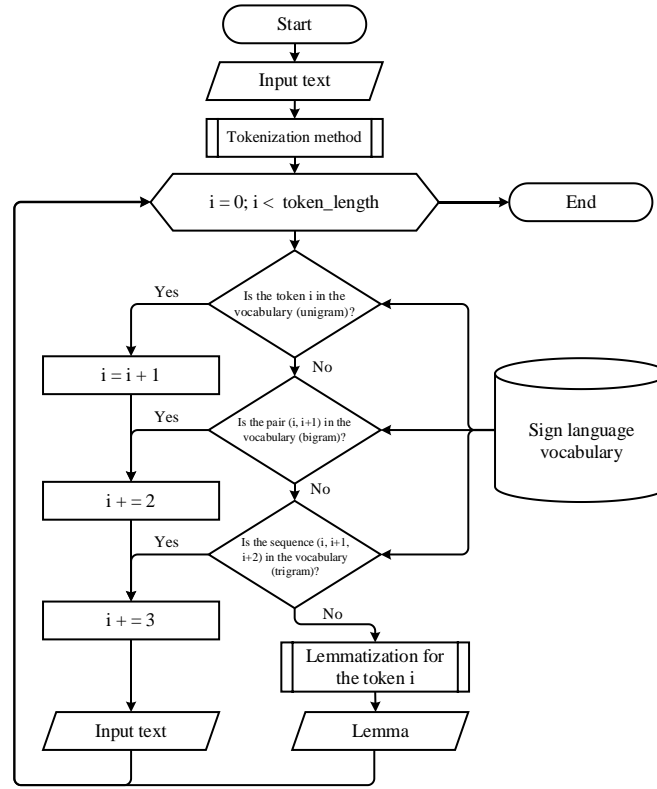 Start
Input text
Tokenization method
i = 0; i < token_length
End
Is the token i in the
vocabulary (unigram)?
Yes
No
i = i + 1
Is the pair (i, i+1) in the
vocabulary (bigram)?
Yes
No
Sign language
vocabulary
i + = 2
Is the sequence (i, i+1,
i+2) in the vocabulary
(trigram)?
Yes
No
i + = 3
Lemmatization for
the token i
Input text
Lemma